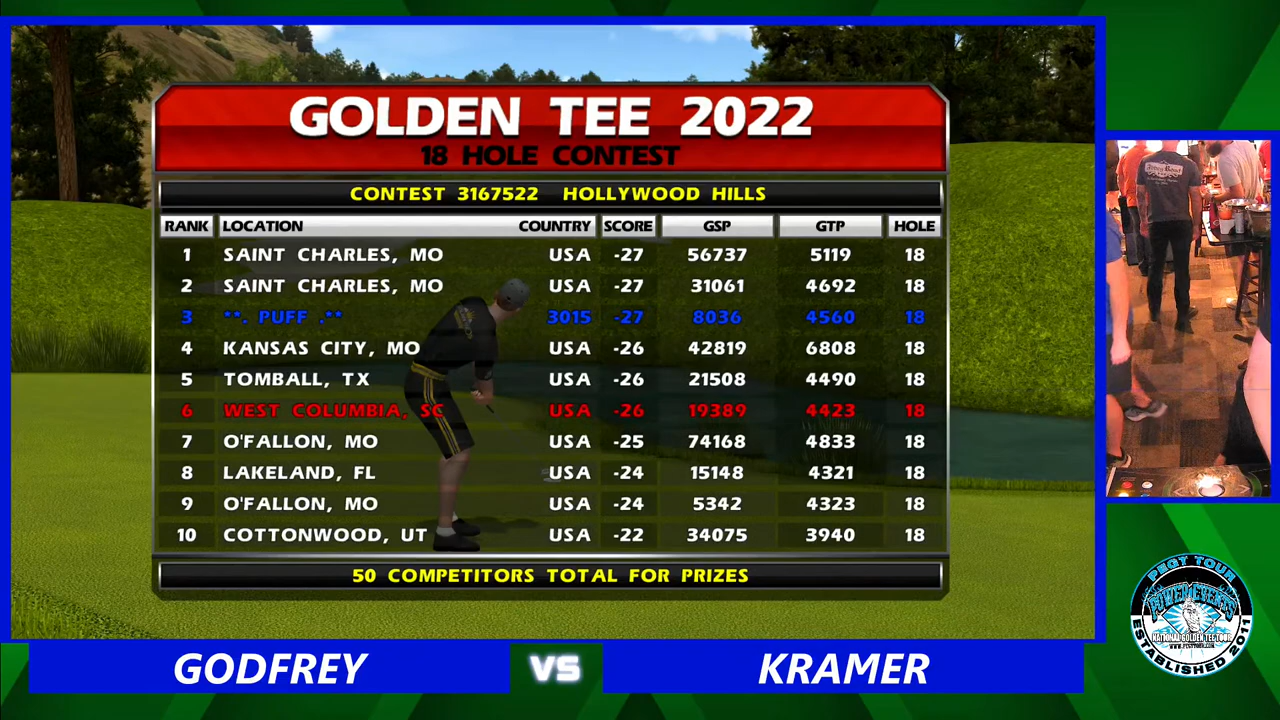 GOLDEN TEE 2022
18 HOLE CONTEST
CONTEST 3167522 HOLLYWOOD HILLS
RANK LOCATION COUNTRY SCORE GSP GTP HOLE
1 SAINT CHARLES, MO USA -27 56737 5119 18
2 SAINT CHARLES, MO USA -27 31061 4692 18
3 **. PUFF .** 3015 -27 8036 4560 18
4 KANSAS CITY, MO USA -26 42819 6808 18
5 TOMBALL, TX USA -26 21508 4490 18
6 WEST COLUMBIA, SC USA -26 19389 4423 18
7 O'FALLON, MO USA -25 74168 4833 18
8 LAKELAND, FL USA -24 15148 4321 18
9 O'FALLON, MO USA -24 5342 4323 18
10 COTTONWOOD, UT USA -22 34075 3940 18
50 COMPETITORS TOTAL FOR PRIZES
GODFREY VS KRAMER
PEGT TOUR
POWEREVENTS
NATIONAL GOLDEN TEE TOUR
WWW.PEGTTOUR.COM
ESTABLISHED 2011